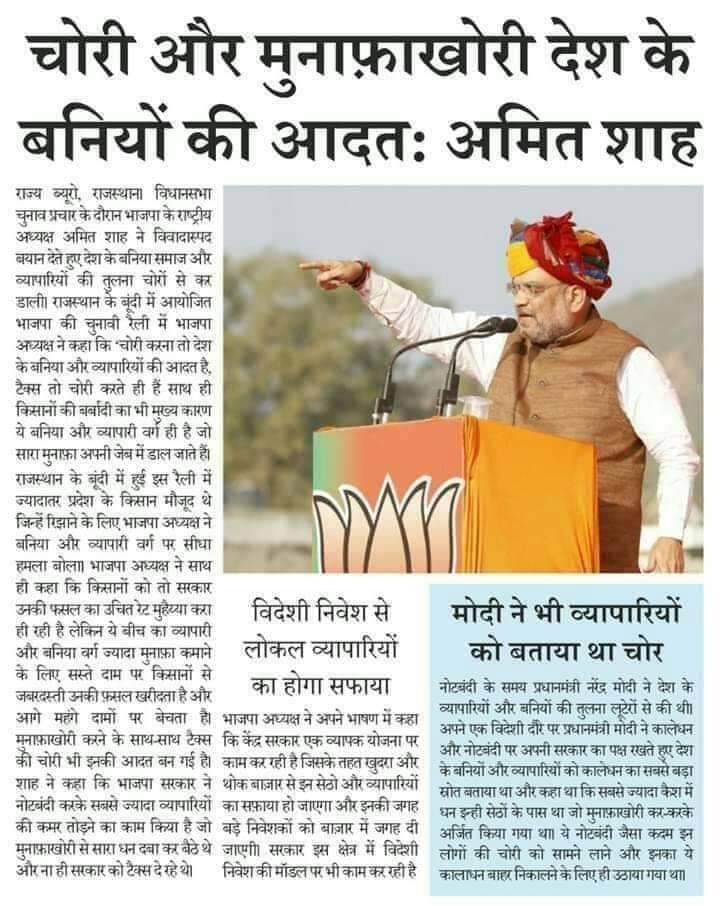 चोरी और मुनाफ़ाखोरी देश के
बनियों की आदत: अमित शाह
राज्य ब्यूरो, राजस्थान। विधानसभा
चुनाव प्रचार के दौरान भाजपा के राष्ट्रीय
अध्यक्ष अमित शाह ने विवादास्पद
बयान देते हुए देश के बनिया समाज और
व्यापारियों की तुलना चोरों से कर
डाली। राजस्थान के बूंदी में आयोजित
भाजपा की चुनावी रैली में भाजपा
अध्यक्ष ने कहा कि 'चोरी करना तो देश
के बनिया और व्यापारियों की आदत है,
टैक्स तो चोरी करते ही हैं साथ ही
किसानों की बर्बादी का भी मुख्य कारण
ये बनिया और व्यापारी वर्ग ही है जो
सारा मुनाफ़ा अपनी जेब में डाल जाते हैं।
राजस्थान के बूंदी में हुई इस रैली में
ज्यादातर प्रदेश के किसान मौजूद थे
जिन्हें रिझाने के लिए भाजपा अध्यक्ष ने
बनिया और व्यापारी वर्ग पर सीधा
हमला बोला। भाजपा अध्यक्ष ने साथ
ही कहा कि किसानों को तो सरकार
उनकी फसल का उचित रेट मुहैय्या करा
ही रही है लेकिन ये बीच का व्यापारी
और बनिया वर्ग ज्यादा मुनाफ़ा कमाने
के लिए सस्ते दाम पर किसानों से
जबरदस्ती उनकी फ़सल खरीदता है और
आगे महंगे दामों पर बेचता है।
मुनाफ़ाखोरी करने के साथ-साथ टैक्स
की चोरी भी इनकी आदत बन गई है।
शाह ने कहा कि भाजपा सरकार ने
नोटबंदी करके सबसे ज्यादा व्यापारियों
की कमर तोड़ने का काम किया है जो
मुनाफ़ाखोरी से सारा धन दबा कर बैठे थे
और ना ही सरकार को टैक्स दे रहे थे।
विदेशी निवेश से
लोकल व्यापारियों
का होगा सफाया
भाजपा अध्यक्ष ने अपने भाषण में कहा
कि केंद्र सरकार एक व्यापक योजना पर
काम कर रही है जिसके तहत खुदरा और
थोक बाज़ार से इन सेठो और व्यापारियों
का सफ़ाया हो जाएगा और इनकी जगह
बड़े निवेशकों को बाज़ार में जगह दी
जाएगी। सरकार इस क्षेत्र में विदेशी
निवेश की मॉडल पर भी काम कर रही है
मोदी ने भी व्यापारियों
को बताया था चोर
नोटबंदी के समय प्रधानमंत्री नरेंद्र मोदी ने देश के
व्यापारियों और बनियों की तुलना लूटेरों से की थी।
अपने एक विदेशी दौरे पर प्रधानमंत्री मोदी ने कालेधन
और नोटबंदी पर अपनी सरकार का पक्ष रखते हुए देश
के बनियों और व्यापारियों को कालेधन का सबसे बड़ा
स्रोत बताया था और कहा था कि सबसे ज्यादा कैश में
धन इन्ही सेठों के पास था जो मुनाफ़ाखोरी कर-करके
अर्जित किया गया था। ये नोटबंदी जैसा कदम इन
लोगों की चोरी को सामने लाने और इनका ये
कालाधन बाहर निकालने के लिए ही उठाया गया था।